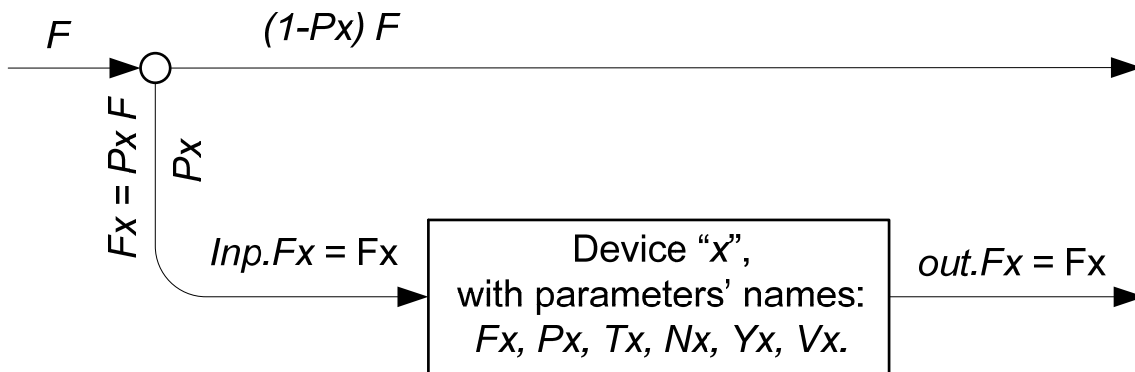 F
(1-Px) F
Fx = Px F
Px
Inp.Fx = Fx
Device “x”,
with parameters’ names:
Fx, Px, Tx, Nx, Yx, Vx.
out.Fx = Fx